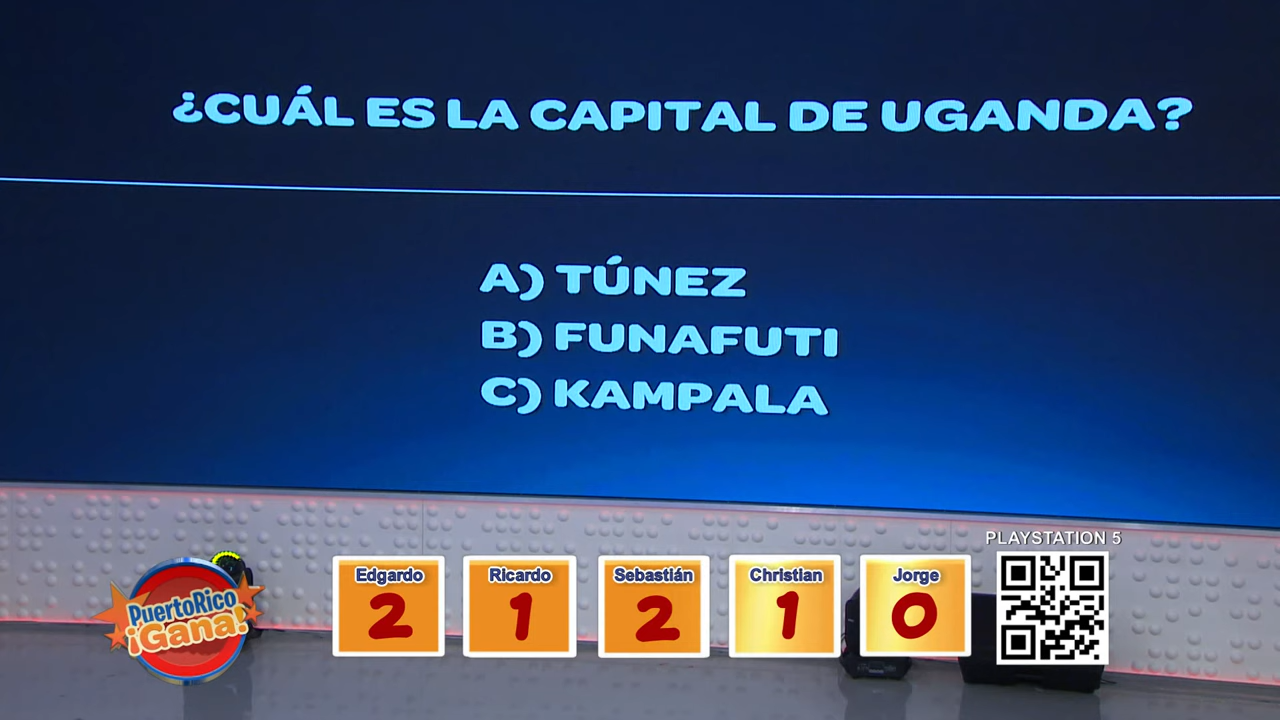 ¿CUÁL ES LA CAPITAL DE UGANDA?
A) TÚNEZ
B) FUNAFUTI
C) KAMPALA
PLAYSTATION 5
Edgardo
Ricardo
Sebastián
Christian
Jorge
2
1
2
1
0
PuertoRico
¡Gana!